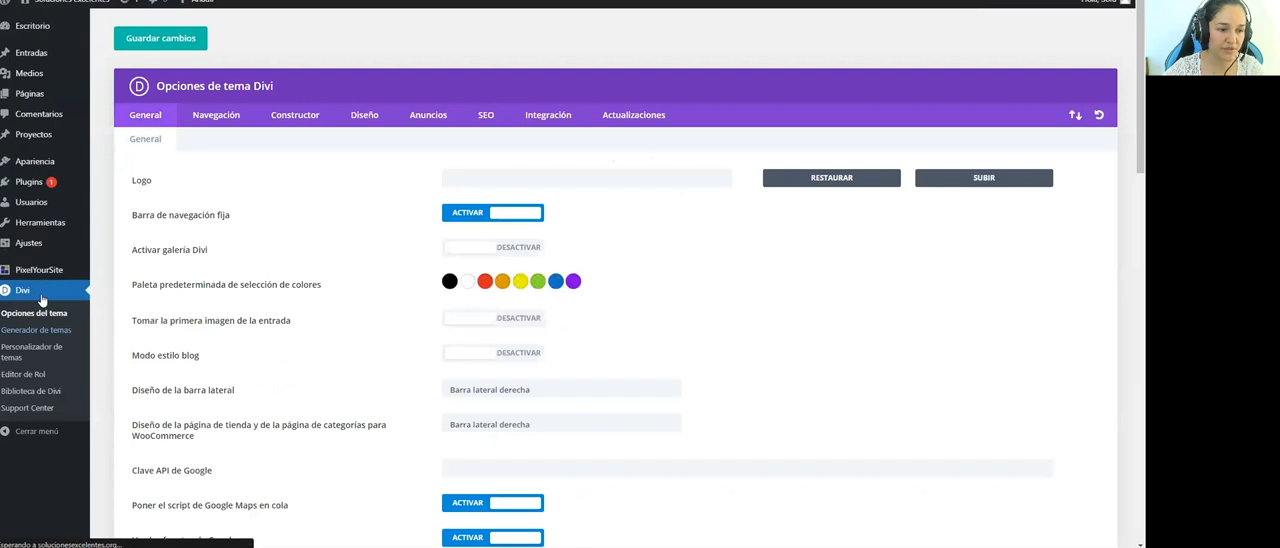 Soluciones Excelentes
Añadir
Escritorio
Entradas
Medios
Páginas
Comentarios
Proyectos
Apariencia
Plugins 1
Usuarios
Herramientas
Ajustes
PixelYourSite
Divi
Opciones del tema
Generador de temas
Personalizador de
temas
Editor de Rol
Biblioteca de Divi
Support Center
Cerrar menú
Guardar cambios
D Opciones de tema Divi
General Navegación Constructor Diseño Anuncios SEO Integración Actualizaciones
General
Logo RESTAURAR SUBIR
Barra de navegación fija ACTIVAR
Activar galería Divi DESACTIVAR
Paleta predeterminada de selección de colores
Tomar la primera imagen de la entrada DESACTIVAR
Modo estilo blog DESACTIVAR
Diseño de la barra lateral Barra lateral derecha
Diseño de la página de tienda y de la página de categorías para
WooCommerce Barra lateral derecha
Clave API de Google
Poner el script de Google Maps en cola ACTIVAR
ACTIVAR
sperando a solucionesexcelentes.org...